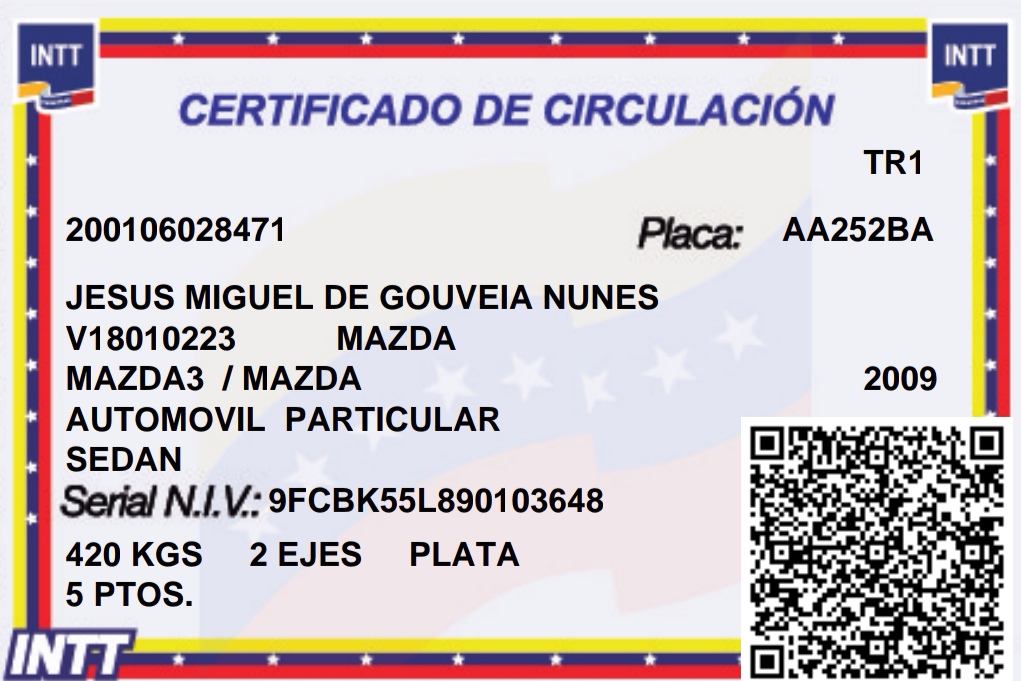 INTT
INTT
CERTIFICADO DE CIRCULACIÓN
TR1
200106028471 Placa: AA252BA
JESUS MIGUEL DE GOUVEIA NUNES
V18010223 MAZDA
MAZDA3 / MAZDA 2009
AUTOMOVIL PARTICULAR
SEDAN
Serial N.I.V.: 9FCBK55L890103648
420 KGS 2 EJES PLATA
5 PTOS.
INTT